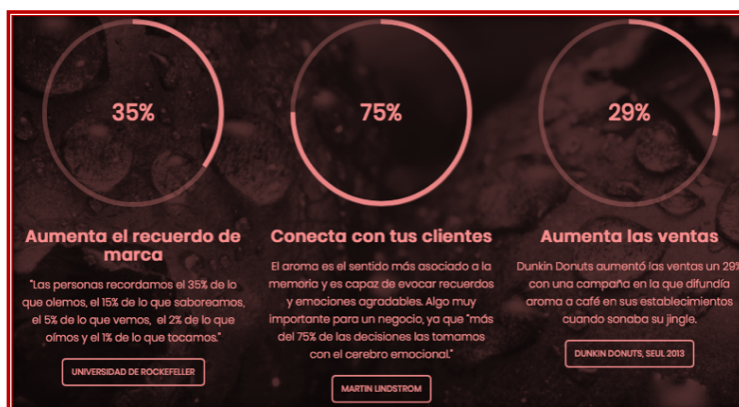 35%
Aumenta el recuerdo de
marca
"Las personas recordamos el 35% de lo
que olemos, el 15% de lo que saboreamos,
el 5% de lo que vemos, el 2% de lo que
oímos y el 1% de lo que tocamos."
UNIVERSIDAD DE ROCKEFELLER
75%
Conecta con tus clientes
El aroma es el sentido más asociado a la
memoria y es capaz de evocar recuerdos
y emociones agradables. Algo muy
importante para un negocio, ya que "más
del 75% de las decisiones las tomamos
con el cerebro emocional."
MARTIN LINDSTROM
29%
Aumenta las ventas
Dunkin Donuts aumentó las ventas un 29%
con una campaña en la que difundía
aroma a café en sus establecimientos
cuando sonaba su jingle.
DUNKIN DONUTS, SEUL 2013